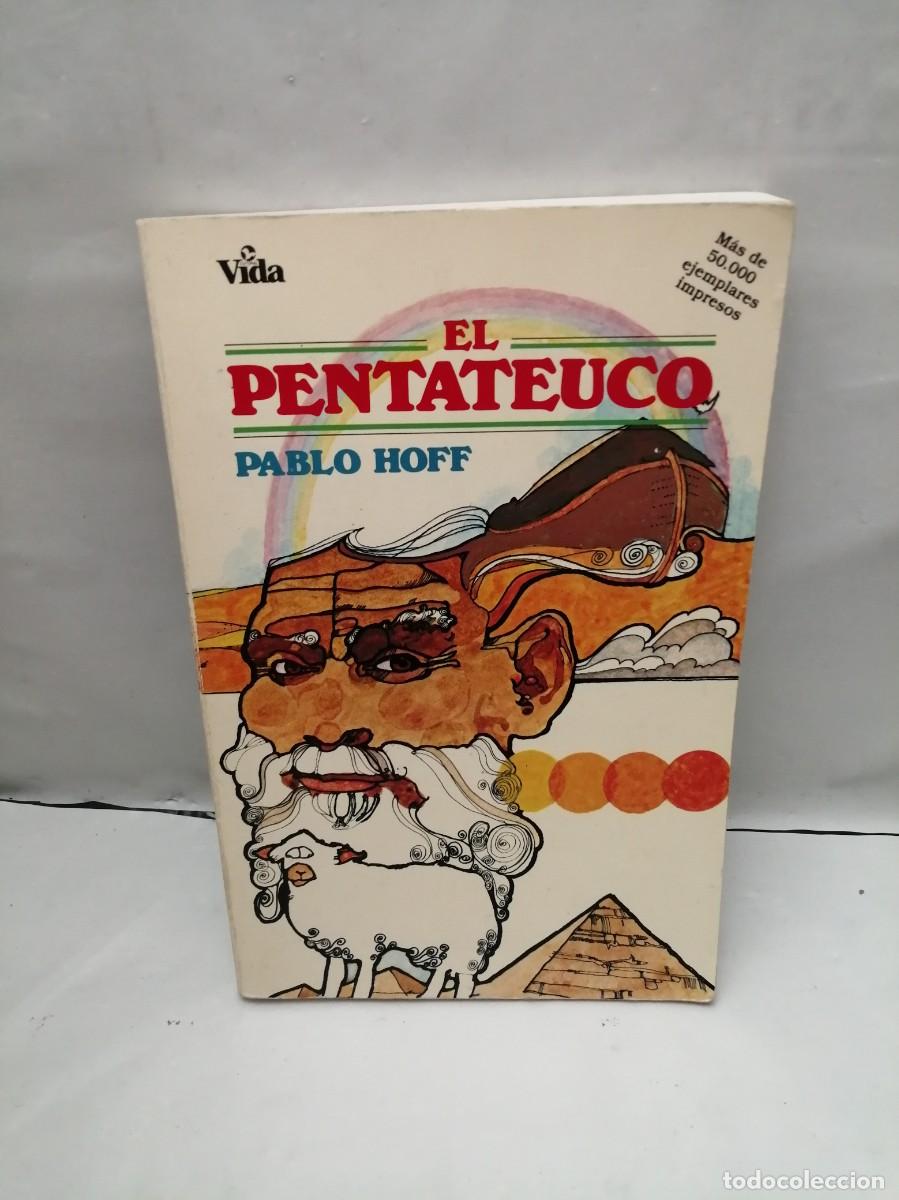 Vida
Más de
50.000
ejemplares
impresos
EL
PENTATEUCO
PABLO HOFF
todocoleccion